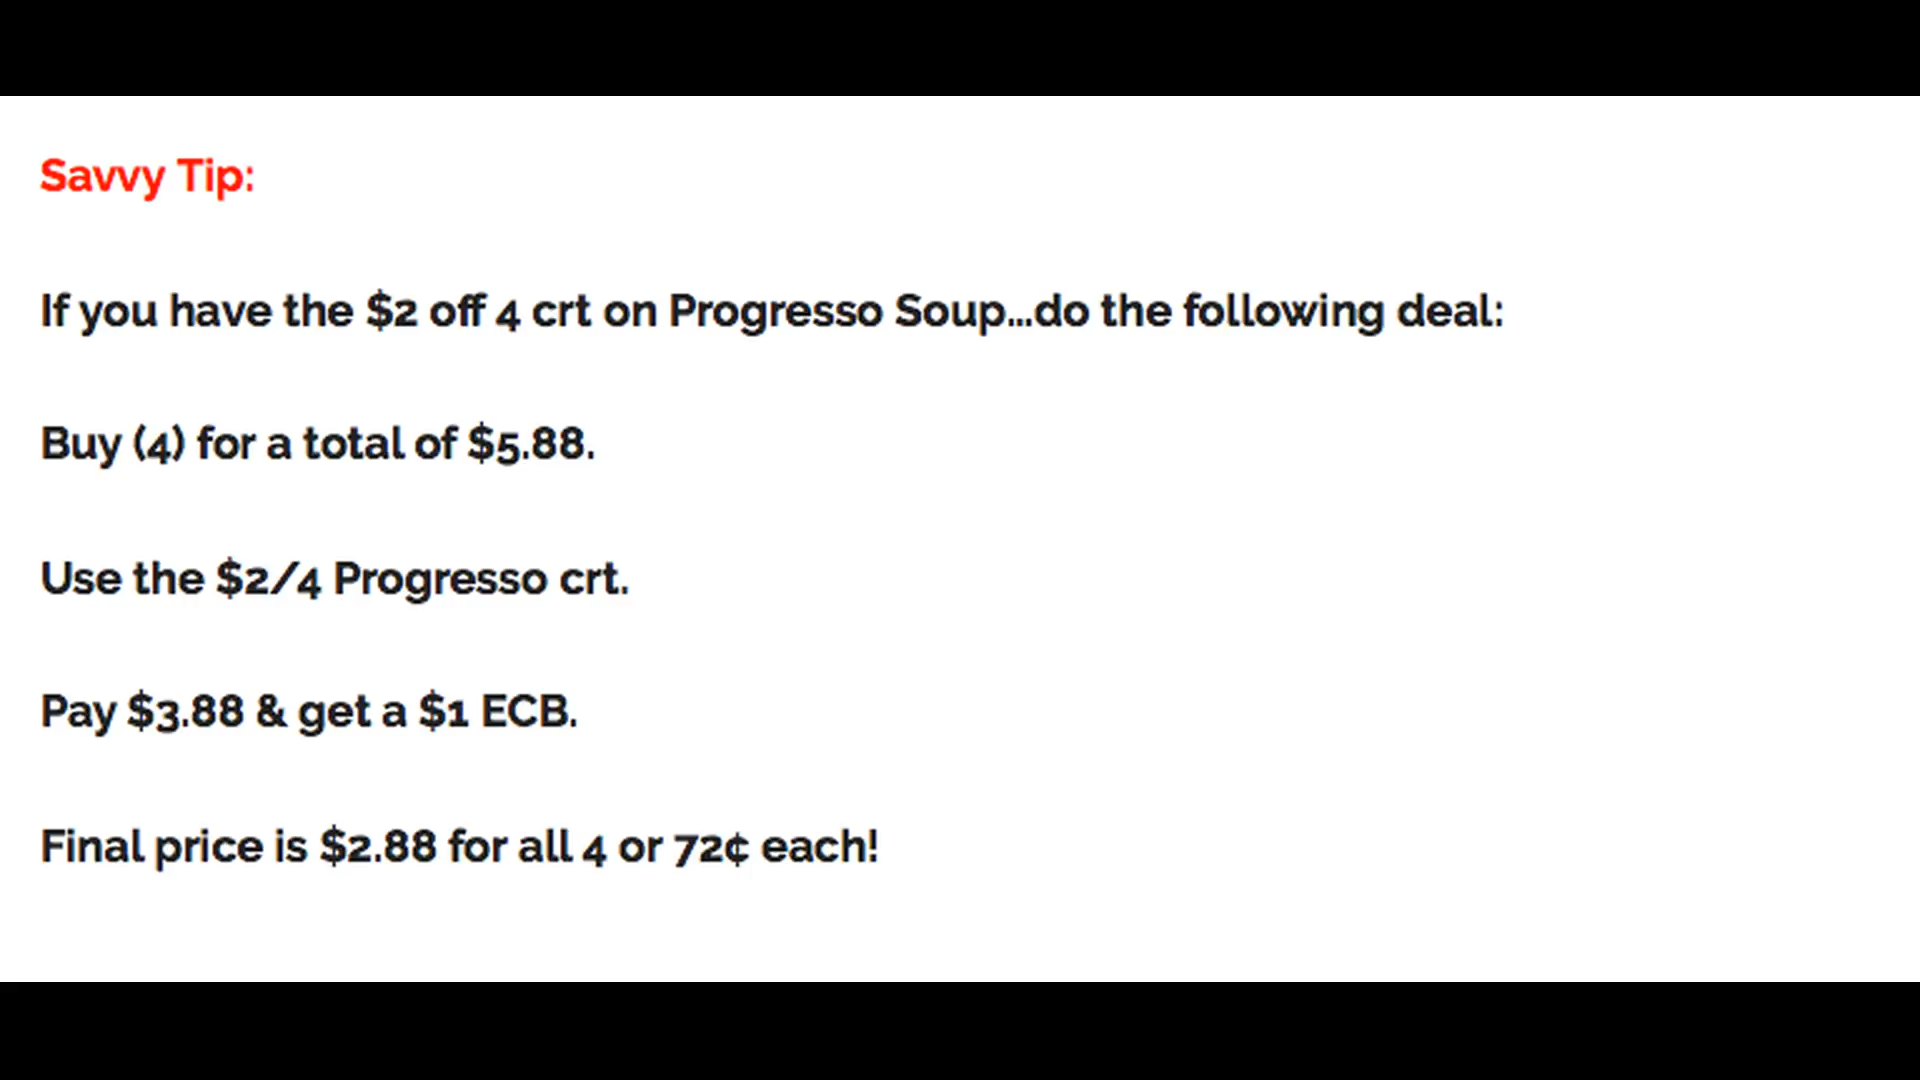 Savvy Tip:
If you have the $2 off 4 crt on Progresso Soup...do the following deal:
Buy (4) for a total of $5.88.
Use the $2/4 Progresso crt.
Pay $3.88 & get a $1 ECB.
Final price is $2.88 for all 4 or 72¢ each!